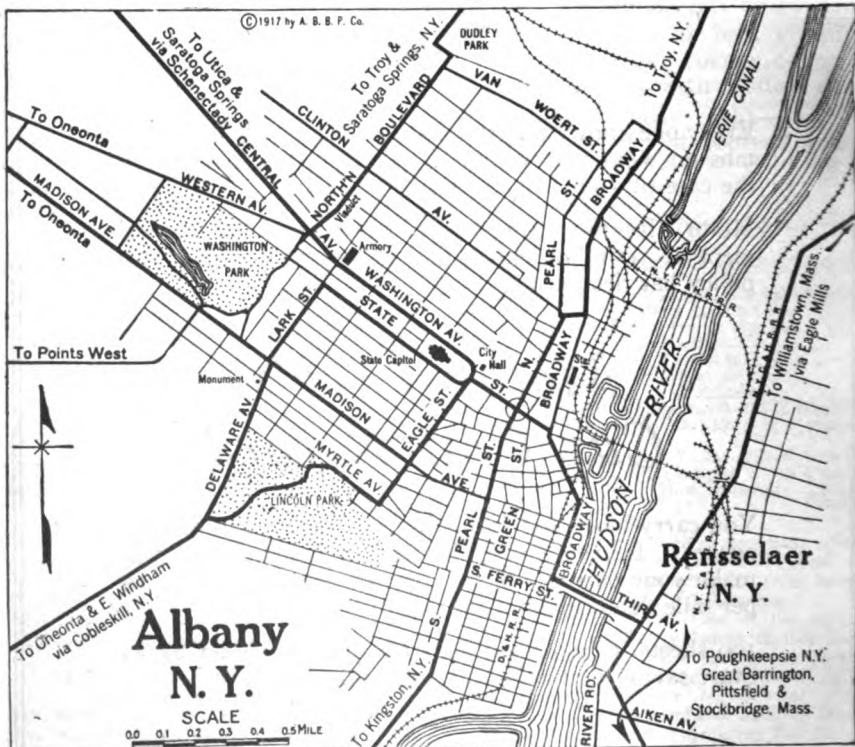 © 1917 by A. B. B. P. Co.
To Utica &
Saratoga Springs
via Schenectady
To Troy &
Saratoga Springs, N.Y.
DUDLEY
PARK
To Troy, N.Y.
ERIE CANAL
To Oneonta
CLINTON
AV.
NORTH'N
BOULEVARD
VAN
WOERT ST.
BROADWAY
MADISON AVE
To Oneonta
WESTERN AV.
CENTRAL
AV.
Viaduct
Armory
PEARL
ST.
WASHINGTON
PARK
WASHINGTON AV.
N.Y.C.& H.R.R.R.
N.Y.C.& H.R.R.R.
To Williamstown, Mass.
via Eagle Mills
LARK ST.
STATE
ST.
State Capitol
City
Hall
N.
BROADWAY
Sta.
HUDSON
RIVER
To Points West
Monument
MADISON
AVE
EAGLE ST.
DELAWARE AV.
MYRTLE AV.
LINCOLN PARK
S.
PEARL
ST.
GREEN
ST.
BROADWAY
S. FERRY ST.
D.& H.R.R.
Rensselaer
N. Y.
THIRD AV.
To Oneonta & E. Windham
via Cobleskill, N.Y
Albany
N. Y.
To Kingston, N.Y.
RIVER RD.
AIKEN AV.
To Poughkeepsie N.Y.
Great Barrington,
Pittsfield &
Stockbridge, Mass.
SCALE
0.0 0.1 0.2 0.3 0.4 0.5 MILE